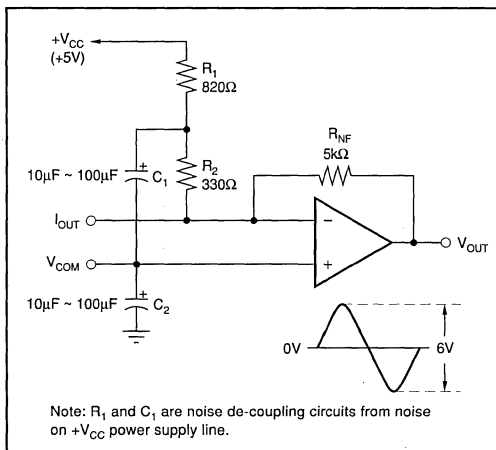 +VCC
(+5V)
R1
820Ω
RNF
5kΩ
10µF ~ 100µF
+
C1
R2
330Ω
IOUT
−
VOUT
VCOM
+
10µF ~ 100µF
+
C2
0V
6V
Note: R1 and C1 are noise de-coupling circuits from noise
on +VCC power supply line.